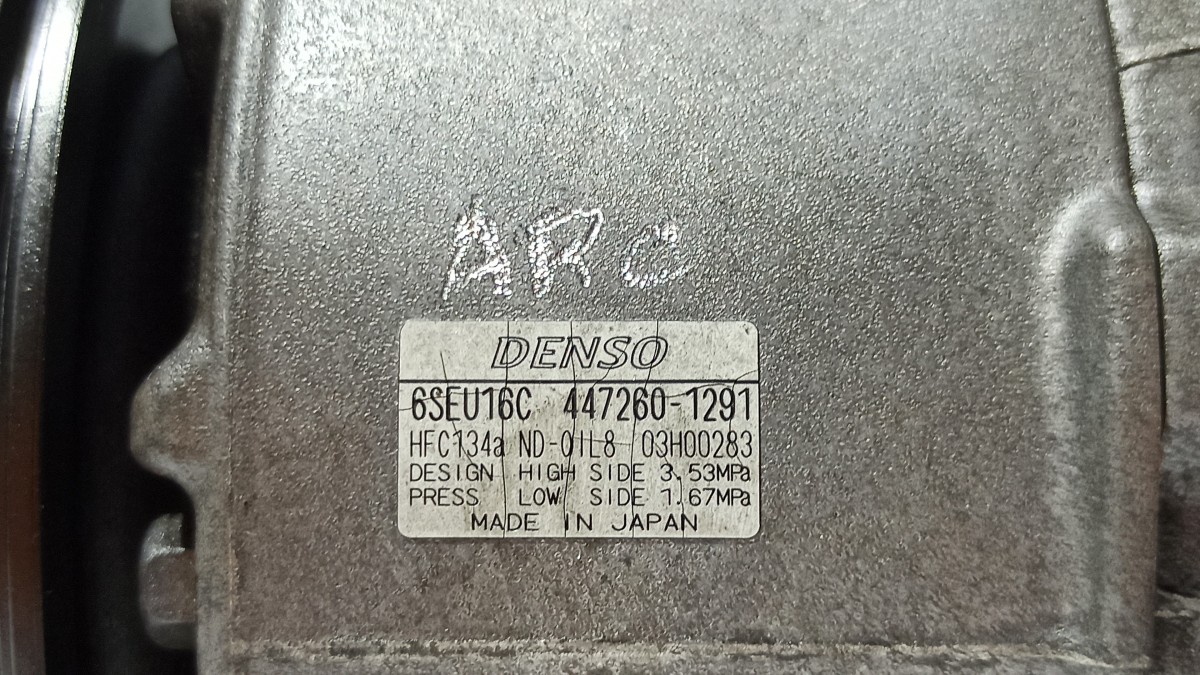 ARC
DENSO
6SEU16C 447260-1291
HFC134a ND-OIL8 03H00283
DESIGN HIGH SIDE 3.53MPa
PRESS LOW SIDE 1.67MPa
MADE IN JAPAN